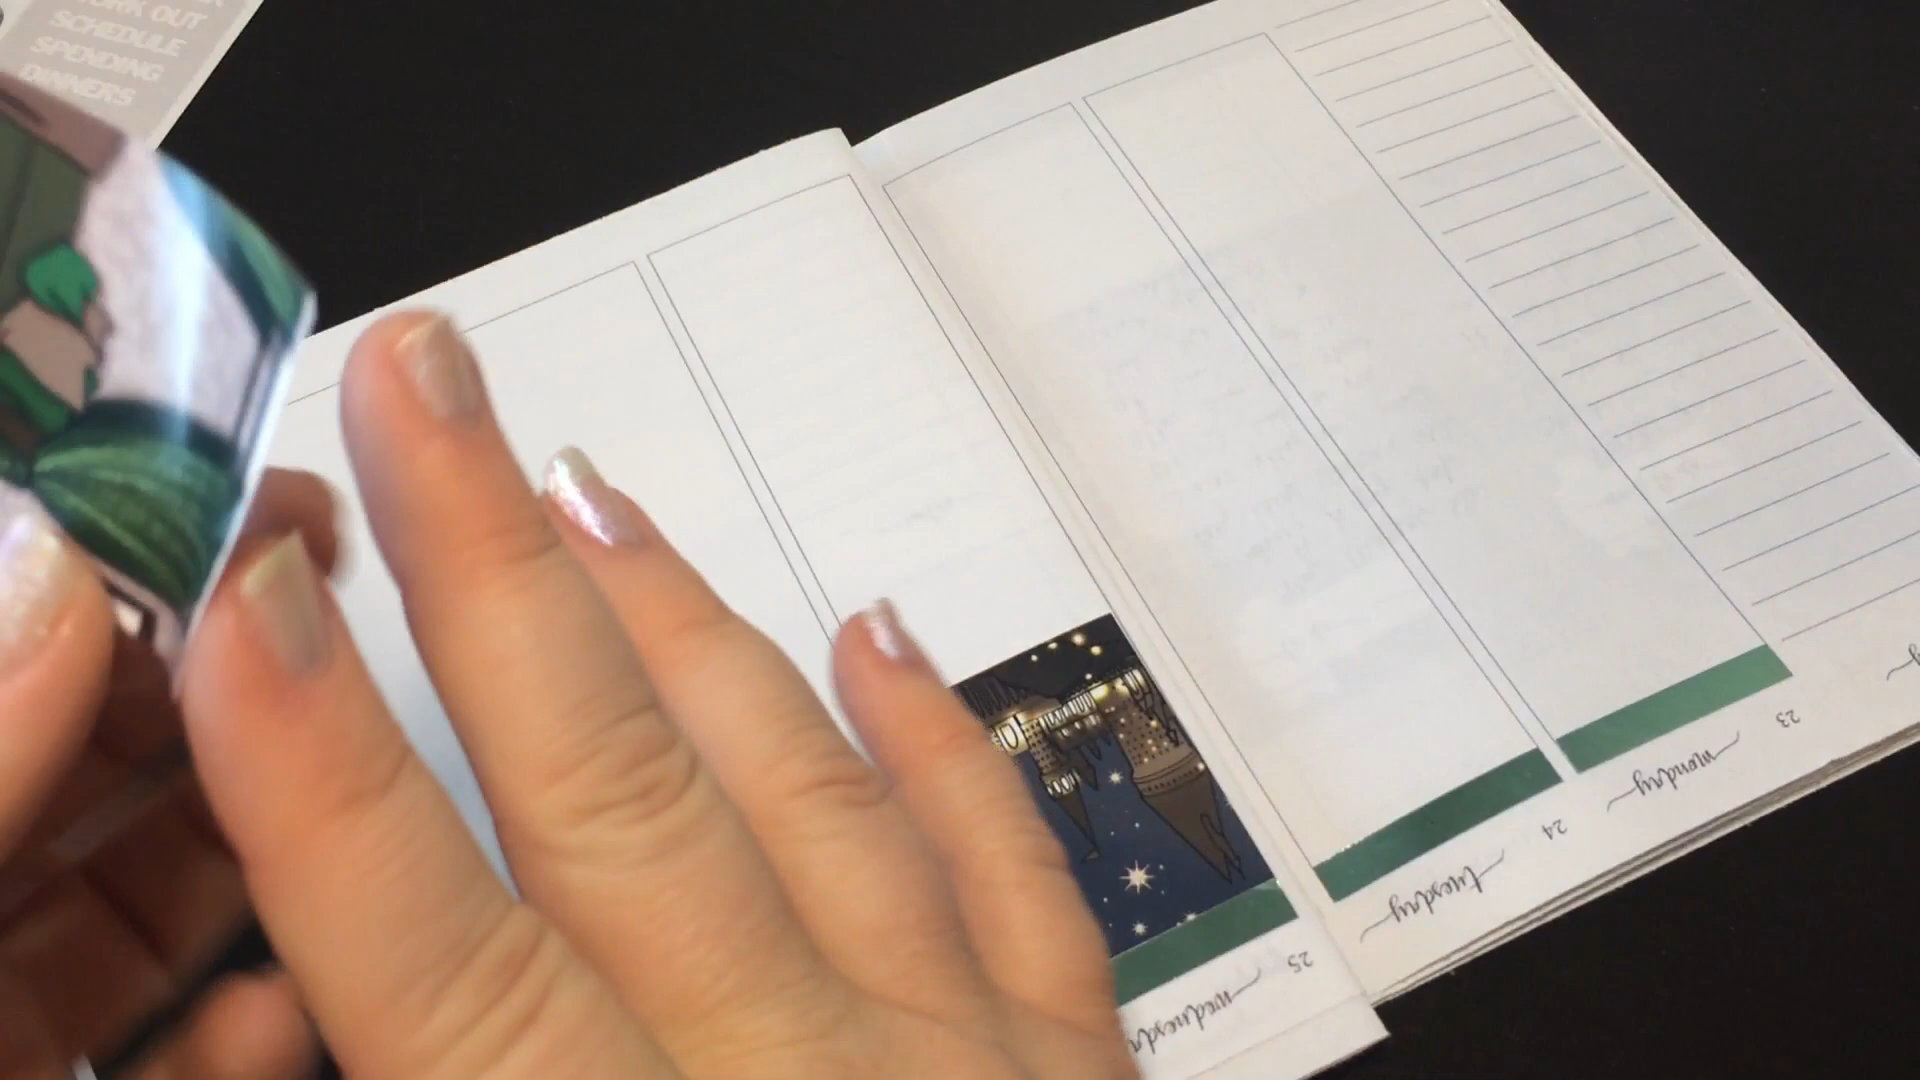 WORK OUT
SCHEDULE
SPENDING
DINNERS
monday
23
tuesday
24
wednesday
25